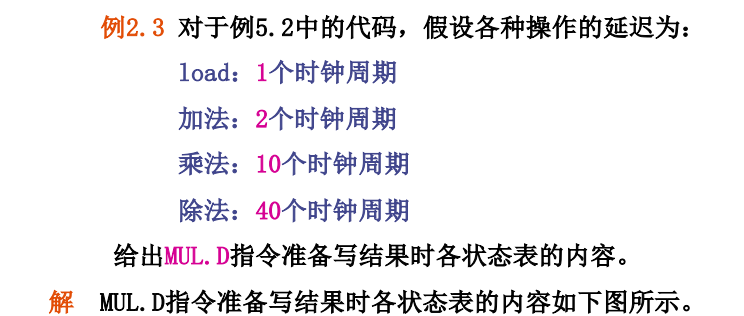 例2.3 对于例5.2中的代码，假设各种操作的延迟为：
load：1个时钟周期
加法：2个时钟周期
乘法：10个时钟周期
除法：40个时钟周期
给出MUL.D指令准备写结果时各状态表的内容。
解 MUL.D指令准备写结果时各状态表的内容如下图所示。